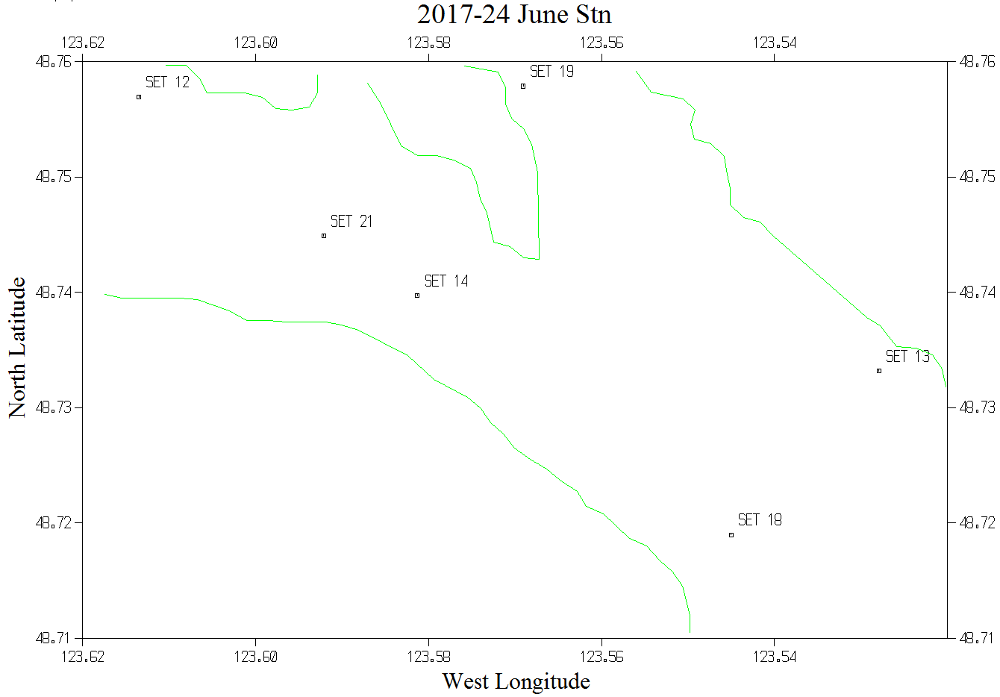 2017-24 June Stn
123.62 123.60 123.58 123.56 123.54
48.76 48.76
SET 19
SET 12
48.75 48.75
SET 21
SET 14
48.74 48.74
North Latitude
SET 13
48.73 48.73
SET 18
48.72 48.72
48.71 48.71
123.62 123.60 123.58 123.56 123.54
West Longitude